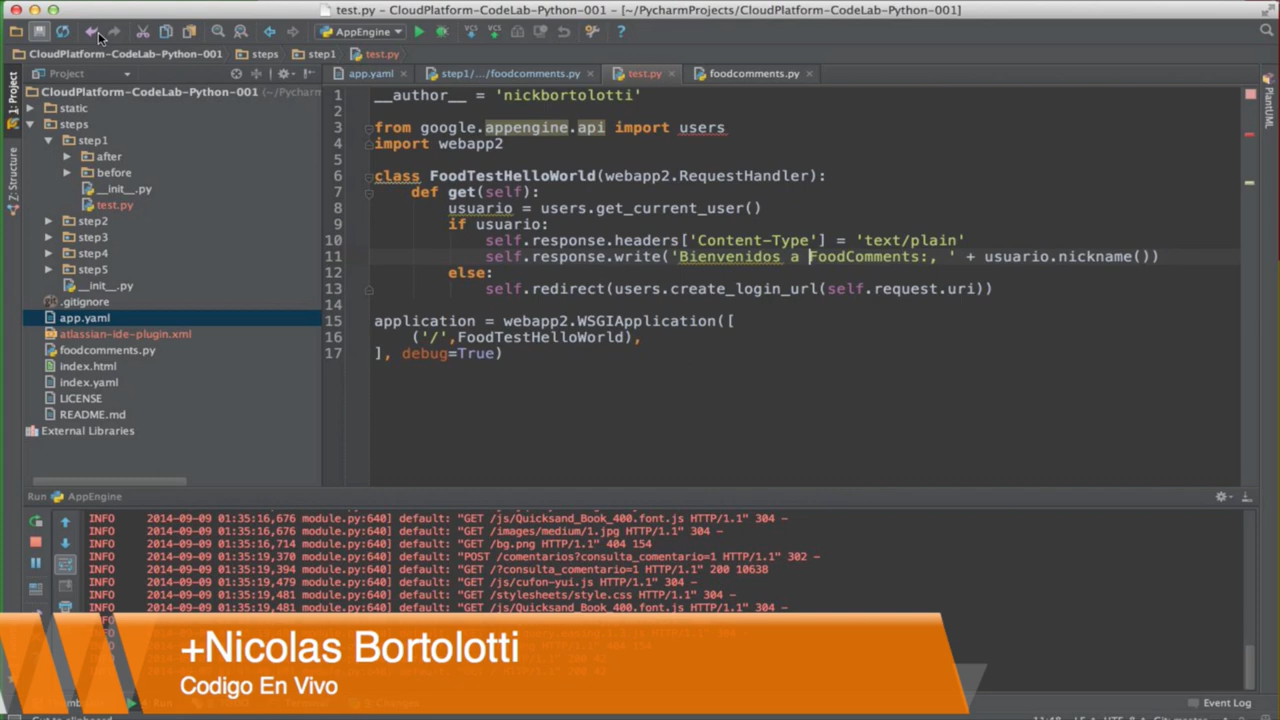 test.py - CloudPlatform-CodeLab-Python-001 - [~/PycharmProjects/CloudPlatform-CodeLab-Python-001]
AppEngine
CloudPlatform-CodeLab-Python-001 steps step1 test.py
Project
app.yaml step1/.../foodcomments.py test.py foodcomments.py
1: Project
Z: Structure
PlantUML
CloudPlatform-CodeLab-Python-001 (~/Pycharm
static
steps
step1
after
before
__init__.py
test.py
step2
step3
step4
step5
__init__.py
.gitignore
app.yaml
atlassian-ide-plugin.xml
foodcomments.py
index.html
index.yaml
LICENSE
README.md
External Libraries
1 __author__ = 'nickbortolotti'
2
3 from google.appengine.api import users
4 import webapp2
5
6 class FoodTestHelloWorld(webapp2.RequestHandler):
7 def get(self):
8 usuario = users.get_current_user()
9 if usuario:
10 self.response.headers['Content-Type'] = 'text/plain'
11 self.response.write('Bienvenidos a FoodComments:, ' + usuario.nickname())
12 else:
13 self.redirect(users.create_login_url(self.request.uri))
14
15 application = webapp2.WSGIApplication([
16 ('/',FoodTestHelloWorld),
17 ], debug=True)
Run AppEngine
INFO 2014-09-09 01:35:16,676 module.py:640] default: "GET /js/Quicksand_Book_400.font.js HTTP/1.1" 304 -
INFO 2014-09-09 01:35:16,676 module.py:640] default: "GET /images/medium/1.jpg HTTP/1.1" 304 -
INFO 2014-09-09 01:35:16,714 module.py:640] default: "GET /bg.png HTTP/1.1" 404 154
INFO 2014-09-09 01:35:19,370 module.py:640] default: "POST /comentarios?consulta_comentario=1 HTTP/1.1" 302 -
INFO 2014-09-09 01:35:19,394 module.py:640] default: "GET /?consulta_comentario=1 HTTP/1.1" 200 10638
INFO 2014-09-09 01:35:19,479 module.py:640] default: "GET /js/cufon-yui.js HTTP/1.1" 304 -
INFO 2014-09-09 01:35:19,481 module.py:640] default: "GET /stylesheets/style.css HTTP/1.1" 304 -
INFO 2014-09-09 01:35:19,481 module.py:640] default: "GET /js/Quicksand_Book_400.font.js HTTP/1.1" 304 -
+Nicolas Bortolotti
Codigo En Vivo
Event Log